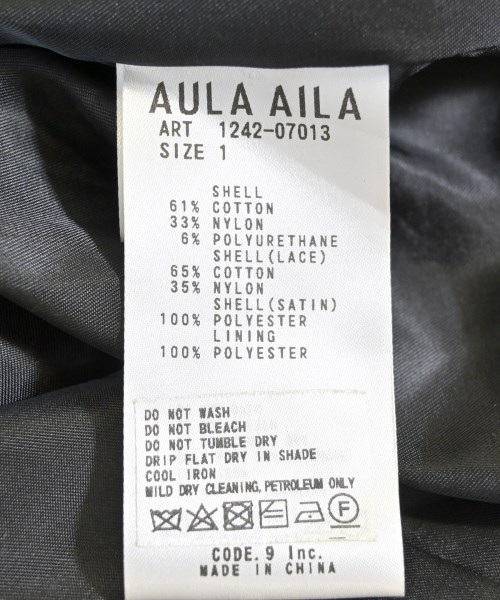 AULA AILA
ART 1242-07013
SIZE 1
SHELL
61% COTTON
33% NYLON
6% POLYURETHANE
SHELL(LACE)
65% COTTON
35% NYLON
SHELL(SATIN)
100% POLYESTER
LINING
100% POLYESTER
DO NOT WASH
DO NOT BLEACH
DO NOT TUMBLE DRY
DRIP FLAT DRY IN SHADE
COOL IRON
MILD DRY CLEANING, PETROLEUM ONLY
F
CODE.9 Inc.
MADE IN CHINA